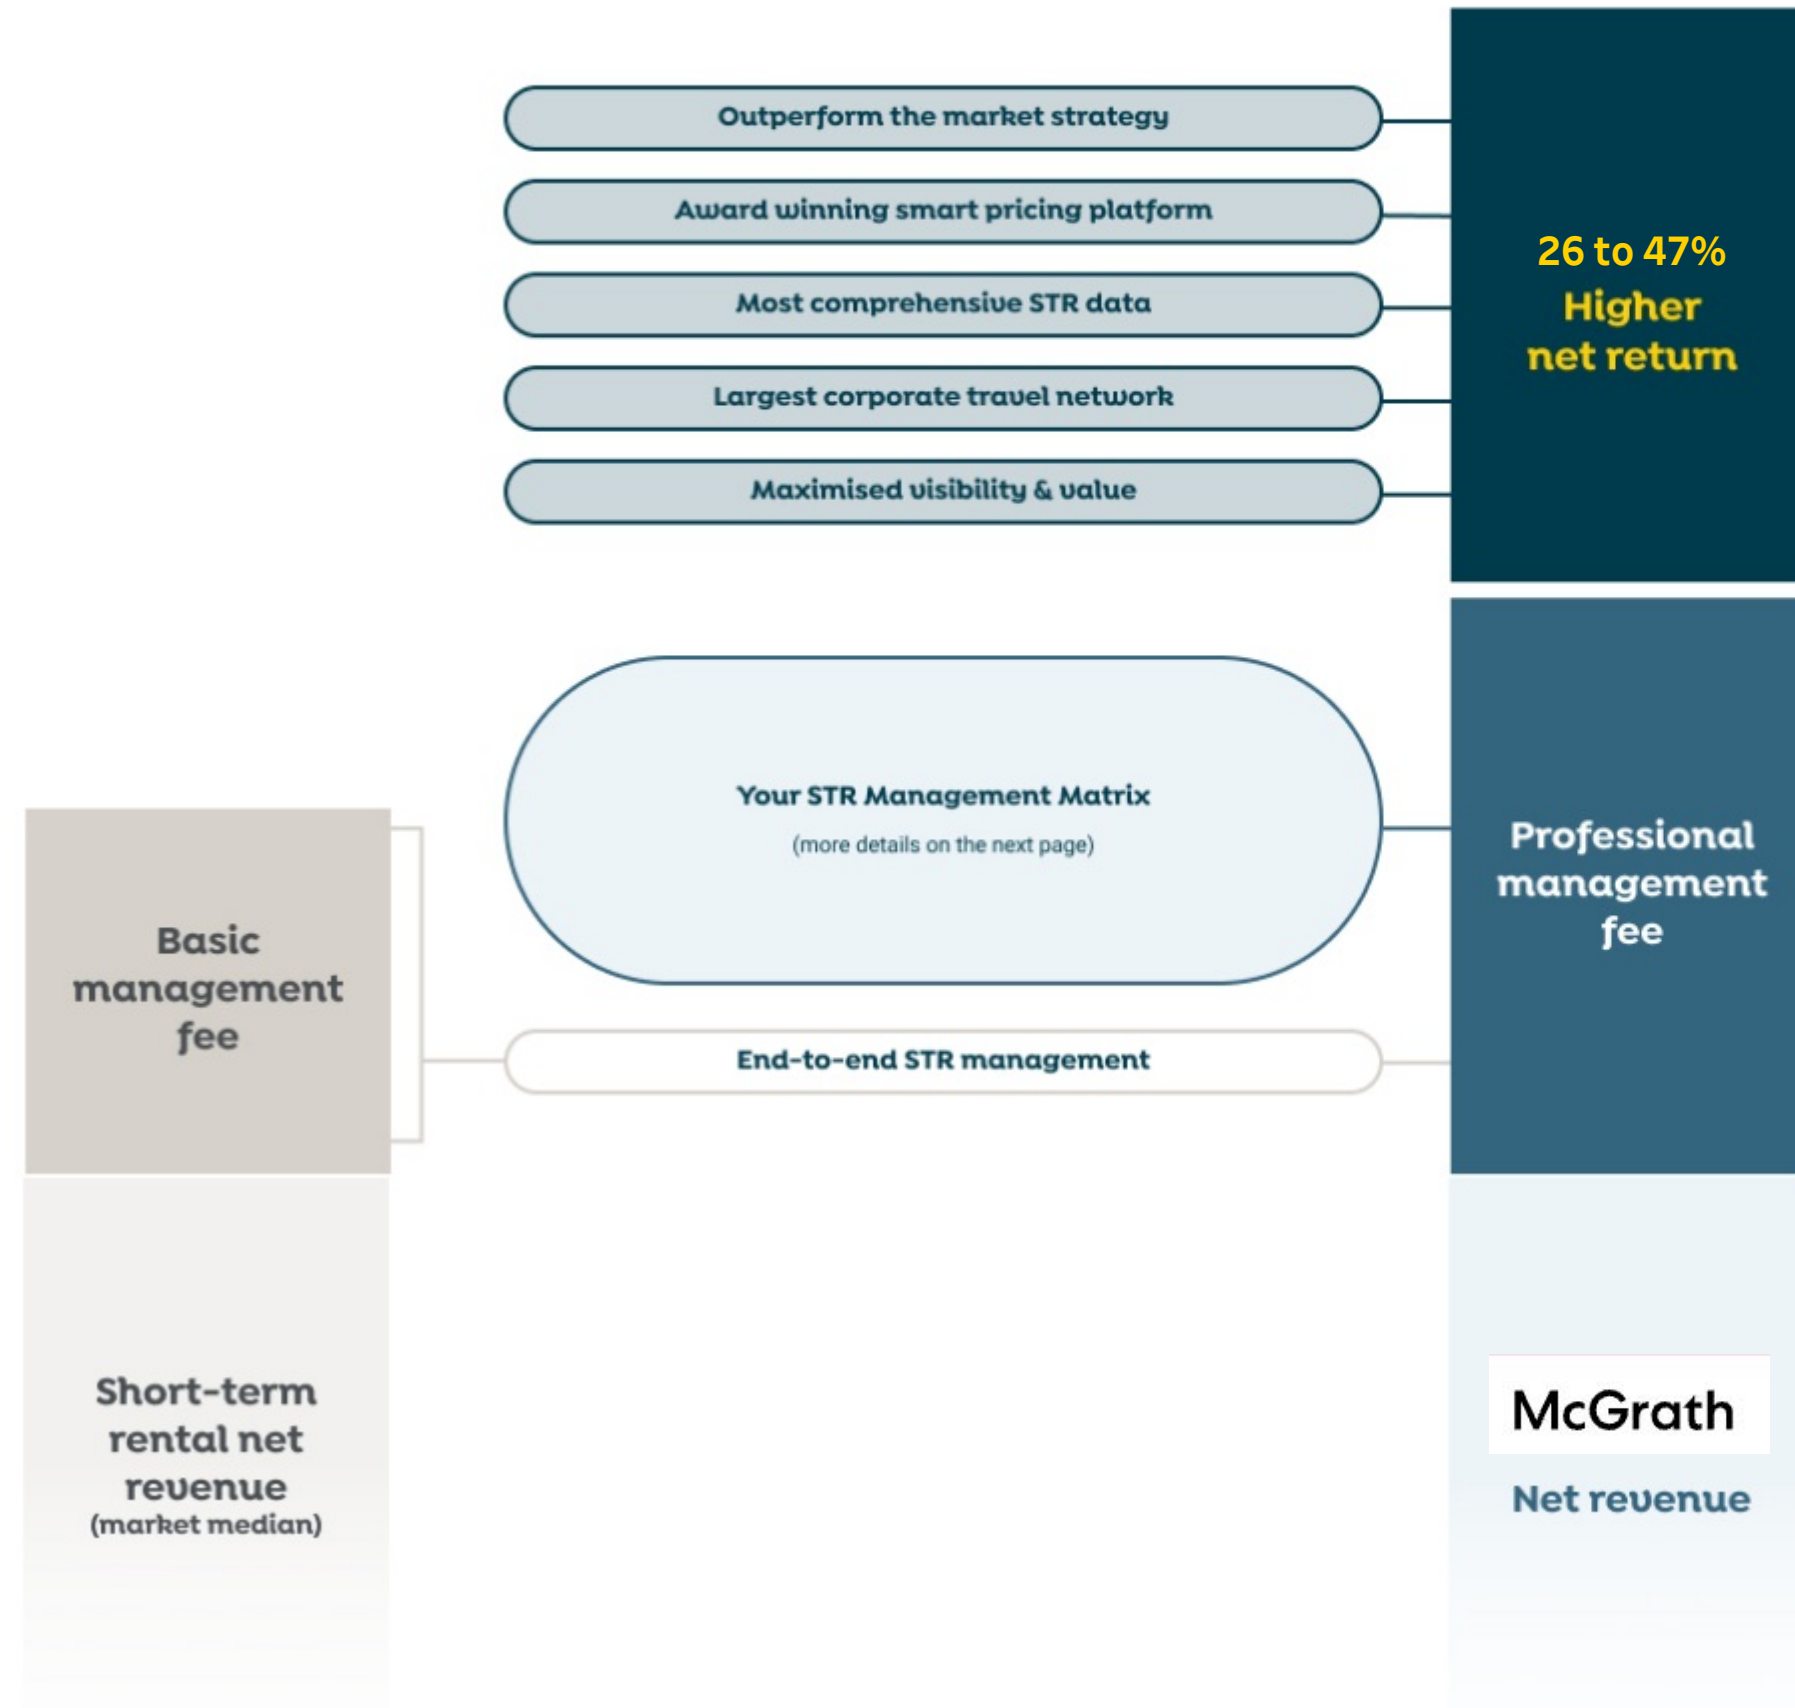 Outperform the market strategy
Award winning smart pricing platform
Most comprehensive STR data
Largest corporate travel network
Maximised visibility & value
26 to 47%
Higher
net return
Your STR Management Matrix
(more details on the next page)
Professional
management
fee
Basic
management
fee
End-to-end STR management
Short-term
rental net
revenue
(market median)
McGrath
Net revenue